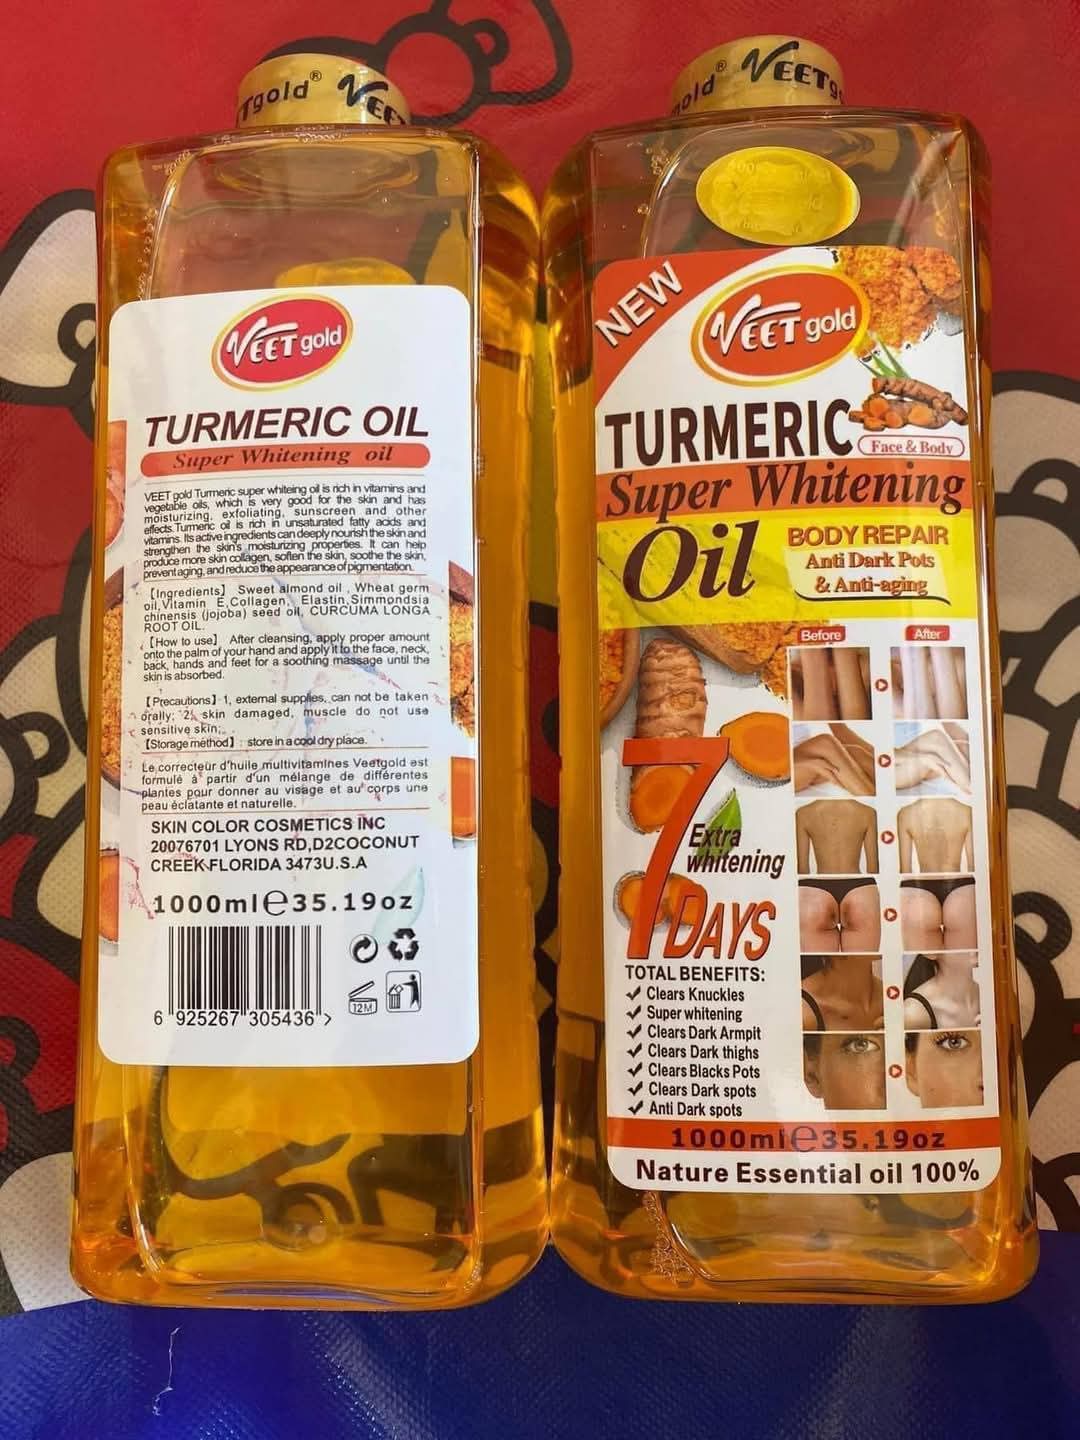 Tgold® VEET
VEET gold
TURMERIC OIL
Super Whitening oil
VEET gold Turmeric super whiteing oil is rich in vitamins and
vegetable oils, which is very good for the skin and has
moisturizing, exfoliating, sunscreen and other
effects. Turmeric oil is rich in unsaturated fatty acids and
vitamins. Its active ingredients can deeply nourish the skin and
strengthen the skin's moisturizing properties. It can help
produce more skin collagen, soften the skin, soothe the skin,
prevent aging, and reduce the appearance of pigmentation.
【Ingredients】 Sweet almond oil , Wheat germ
oil,Vitamin E,Collagen, Elastin,Simmondsia
chinensis (jojoba) seed oil, CURCUMA LONGA
ROOT OIL.
【How to use】 After cleansing, apply proper amount
onto the palm of your hand and apply it to the face, neck,
back, hands and feet for a soothing massage until the
skin is absorbed.
【Precautions】 1, external supplies, can not be taken
orally; 2, skin damaged, muscle do not use
sensitive skin;
【Storage method】: store in a cool dry place.
Le correcteur d'huile multivitamines Veetgold est
formulé à partir d'un mélange de différentes
plantes pour donner au visage et au corps une
peau éclatante et naturelle.
SKIN COLOR COSMETICS INC
20076701 LYONS RD,D2COCONUT
CREEK-FLORIDA 3473U.S.A
1000ml℮35.19oz
12M
6 925267 305436 >
gold® VEET
NEW
VEET gold
TURMERIC
Face & Body
Super Whitening
Oil
BODY REPAIR
Anti Dark Pots
& Anti-aging
Before After
7
Extra
whitening
DAYS
TOTAL BENEFITS:
✓ Clears Knuckles
✓ Super whitening
✓ Clears Dark Armpit
✓ Clears Dark thighs
✓ Clears Blacks Pots
✓ Clears Dark spots
✓ Anti Dark spots
1000ml℮35.19oz
Nature Essential oil 100%